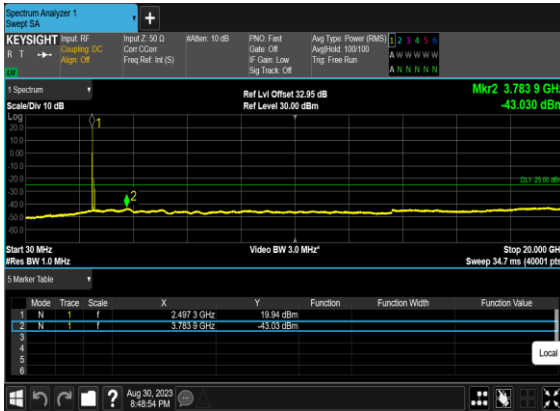 Spectrum Analyzer 1
Swept SA
KEYSIGHT
R T
Input: RF
Coupling: DC
Align: Off
Input Z: 50 Ω
Corr CCorr
Freq Ref: Int (S)
#Atten: 10 dB
PNO: Fast
Gate: Off
IF Gain: Low
Sig Track: Off
Avg Type: Power (RMS)
Avg|Hold: 100/100
Trig: Free Run
1 2 3 4 5 6
A W W W W W
A N N N N N
1 Spectrum
Scale/Div 10 dB
Ref Lvl Offset 32.95 dB
Ref Level 30.00 dBm
Mkr2 3.783 9 GHz
-43.030 dBm
Log
20.0
10.0
0.00
-10.0
-20.0
-30.0
-40.0
-50.0
-60.0
1
2
DL1 -25.00 dBm
Start 30 MHz
#Res BW 1.0 MHz
Video BW 3.0 MHz*
Stop 20.000 GHz
Sweep 34.7 ms (40001 pts)
5 Marker Table
Mode Trace Scale X Y Function Function Width Function Value
1 N 1 f 2.497 3 GHz 19.94 dBm
2 N 1 f 3.783 9 GHz -43.03 dBm
3
4
5
6
Local
?
Aug 30, 2023
8:48:54 PM